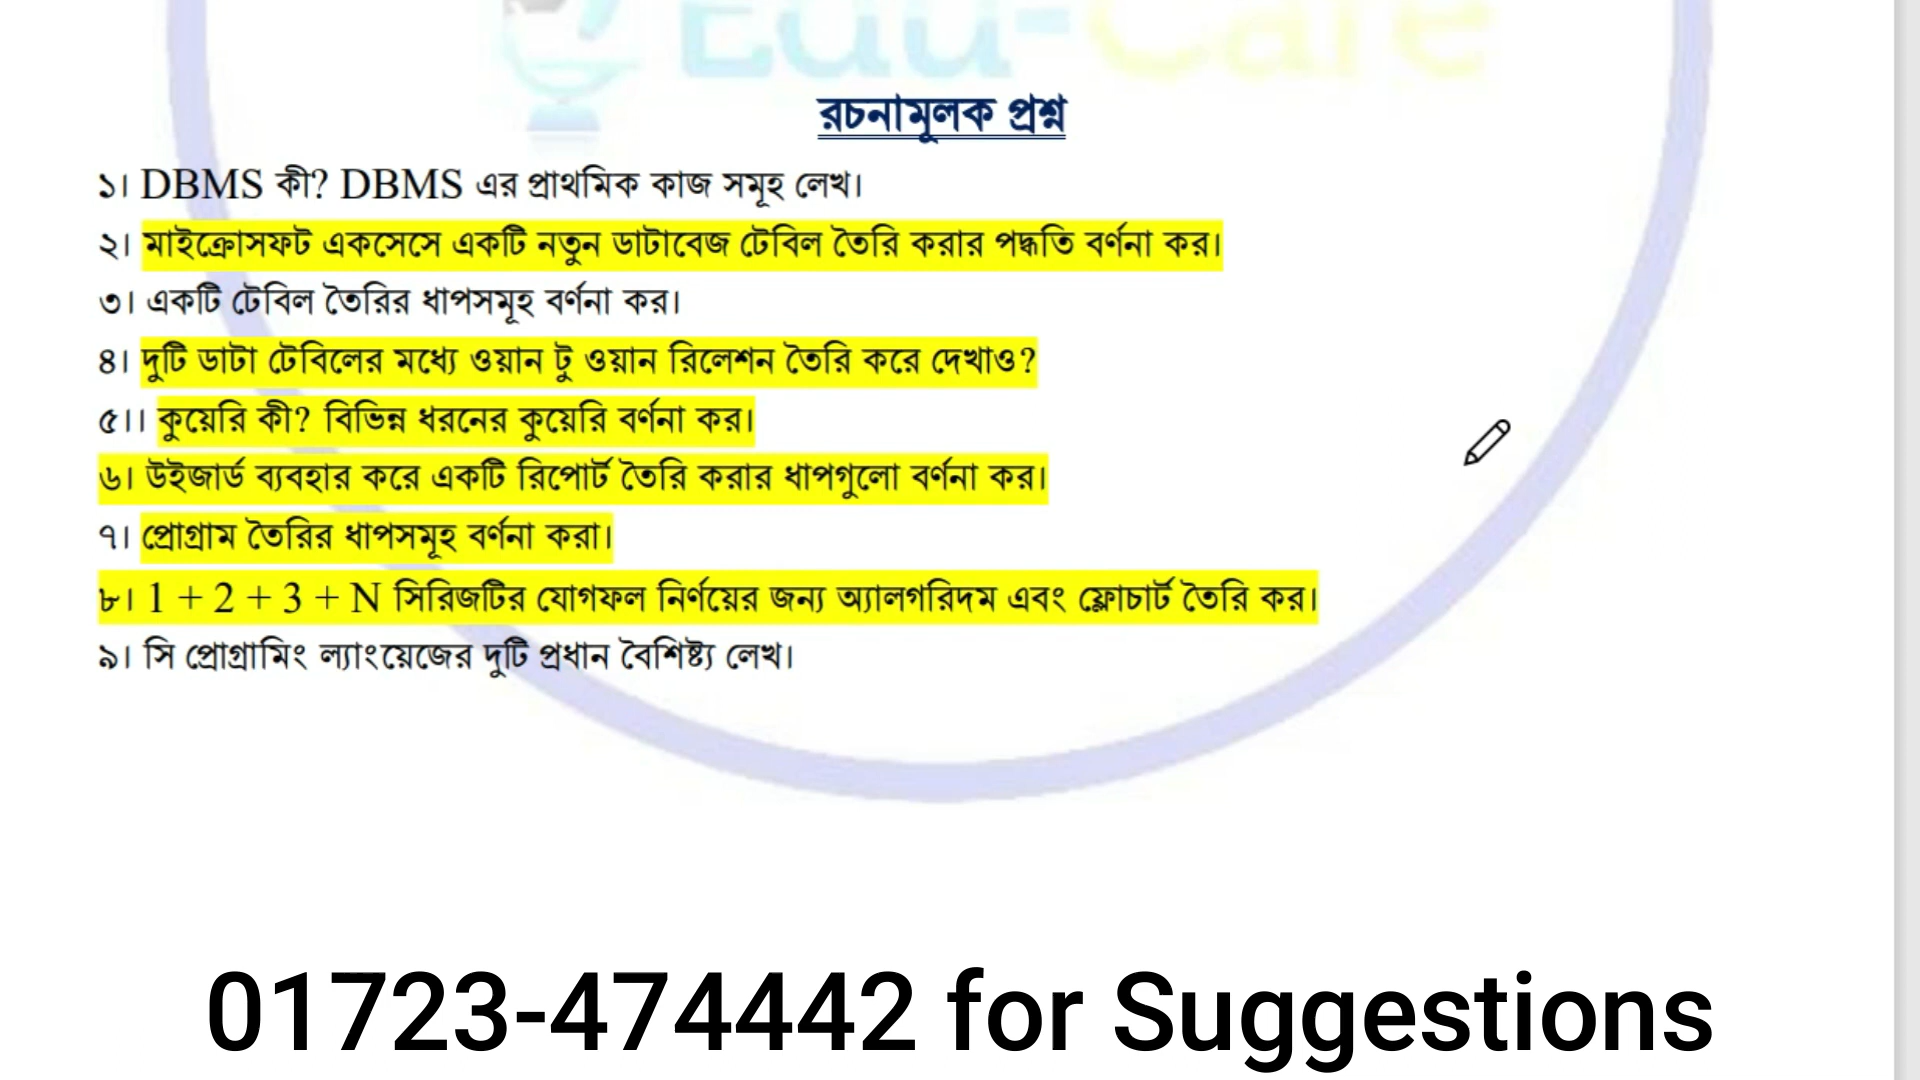 Edu-Care
রচনামূলক প্রশ্ন
১। DBMS কী? DBMS এর প্রাথমিক কাজ সমূহ লেখ।
২। মাইক্রোসফট একসেসে একটি নতুন ডাটাবেজ টেবিল তৈরি করার পদ্ধতি বর্ণনা কর।
৩। একটি টেবিল তৈরির ধাপসমূহ বর্ণনা কর।
৪। দুটি ডাটা টেবিলের মধ্যে ওয়ান টু ওয়ান রিলেশন তৈরি করে দেখাও?
৫।। কুয়েরি কী? বিভিন্ন ধরনের কুয়েরি বর্ণনা কর।
৬। উইজার্ড ব্যবহার করে একটি রিপোর্ট তৈরি করার ধাপগুলো বর্ণনা কর।
৭। প্রোগ্রাম তৈরির ধাপসমূহ বর্ণনা করা।
৮। 1 + 2 + 3 + N সিরিজটির যোগফল নির্ণয়ের জন্য অ্যালগরিদম এবং ফ্লোচার্ট তৈরি কর।
৯। সি প্রোগ্রামিং ল্যাংয়েজের দুটি প্রধান বৈশিষ্ট্য লেখ।
01723-474442 for Suggestions